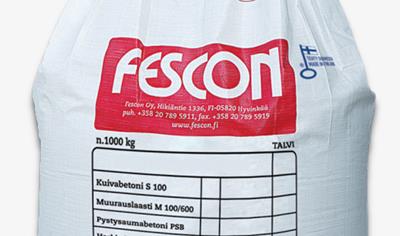 FESCON
Fescon Oy, Hikiäntie 1336, FI-05820 Hyvinkää
puh. +358 20 789 5911, fax. +358 20 789 5919
www.fescon.fi
n.1000 kg TALVI
Kuivabetoni S 100
Muurauslaasti M 100/600
Pystysaumabetoni PSB